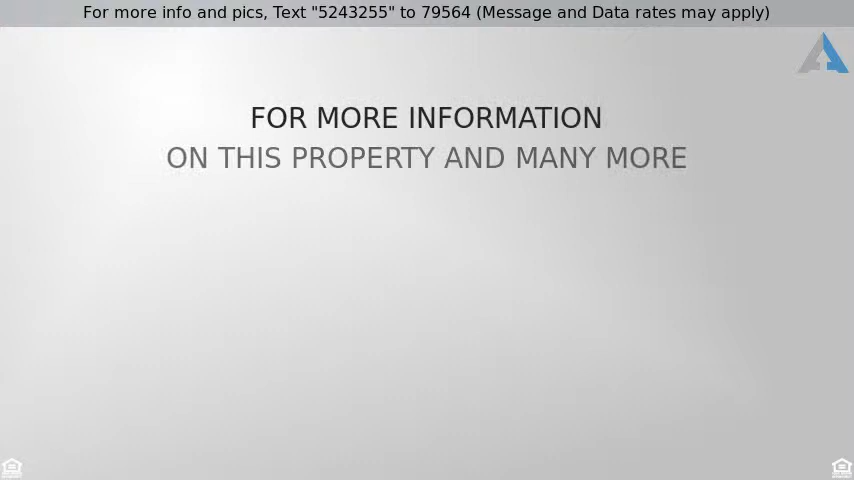 For more info and pics, Text "5243255" to 79564 (Message and Data rates may apply)
FOR MORE INFORMATION
ON THIS PROPERTY AND MANY MORE